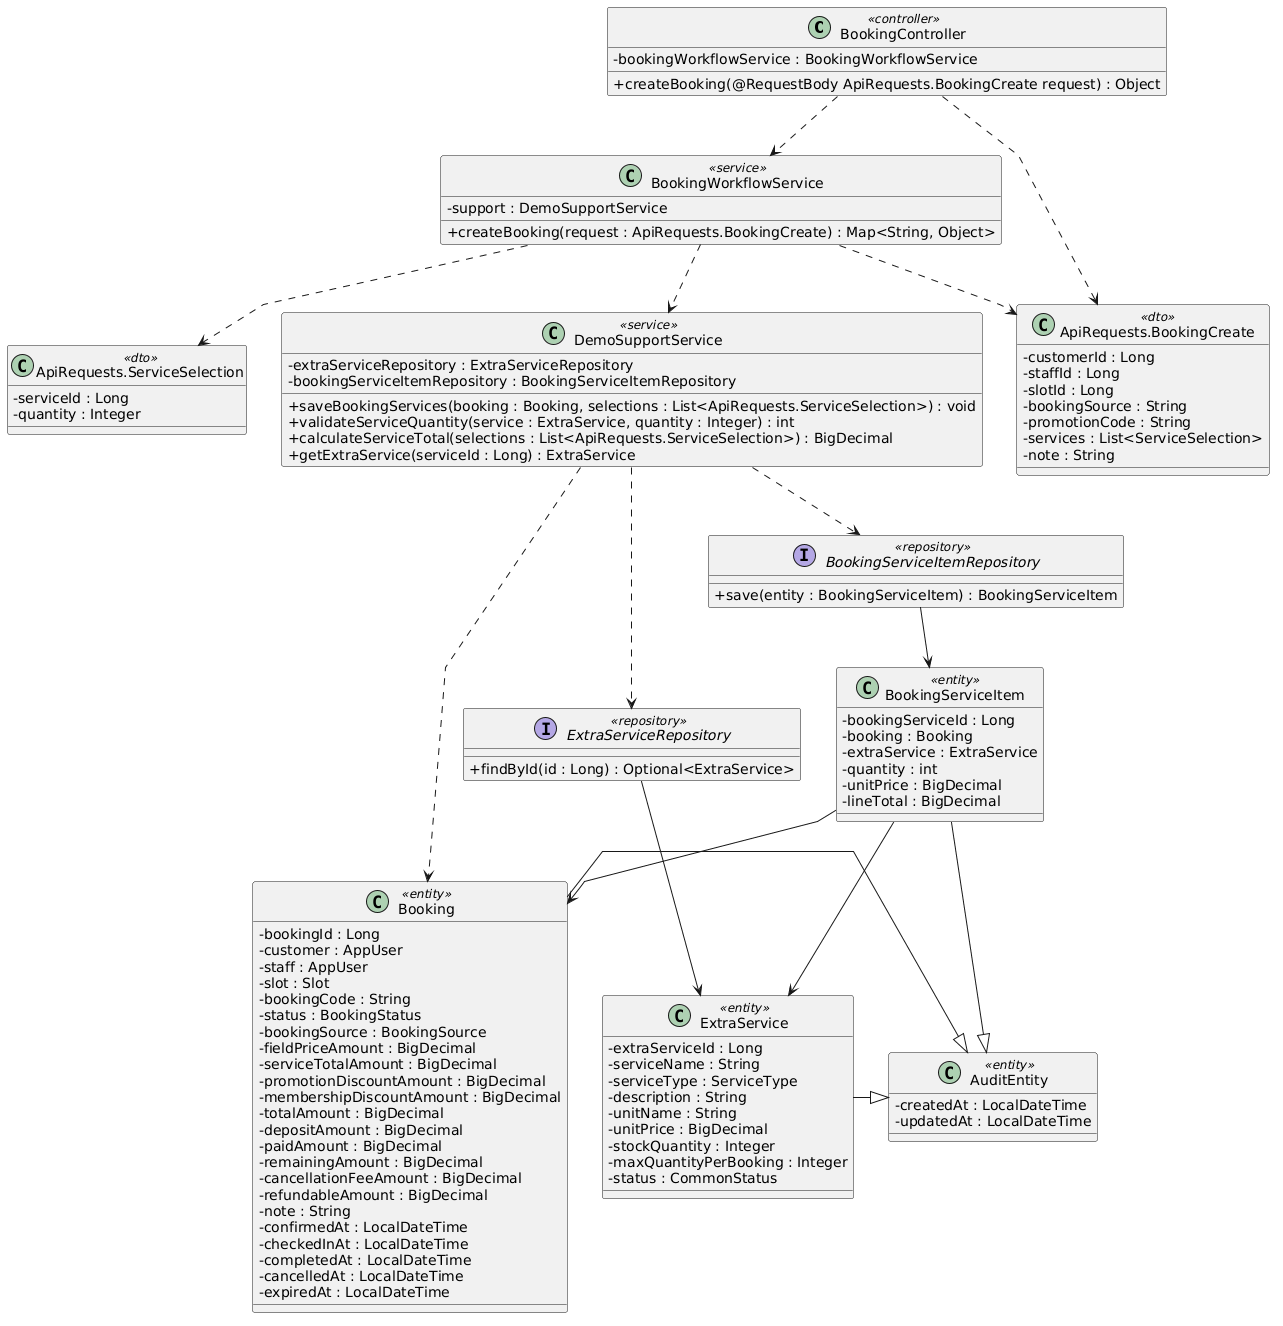 «controller»
C
BookingController
-bookingWorkflowService : BookingWorkflowService
+createBooking(@RequestBody ApiRequests.BookingCreate request) : Object
«service»
C
BookingWorkflowService
-support : DemoSupportService
+createBooking(request : ApiRequests.BookingCreate) : Map<String, Object>
«dto»
C
ApiRequests.ServiceSelection
-serviceId : Long
-quantity : Integer
«service»
C
DemoSupportService
-extraServiceRepository : ExtraServiceRepository
-bookingServiceItemRepository : BookingServiceItemRepository
+saveBookingServices(booking : Booking, selections : List<ApiRequests.ServiceSelection>) : void
+validateServiceQuantity(service : ExtraService, quantity : Integer) : int
+calculateServiceTotal(selections : List<ApiRequests.ServiceSelection>) : BigDecimal
+getExtraService(serviceId : Long) : ExtraService
«dto»
C
ApiRequests.BookingCreate
-customerId : Long
-staffId : Long
-slotId : Long
-bookingSource : String
-promotionCode : String
-services : List<ServiceSelection>
-note : String
«repository»
I
BookingServiceItemRepository
+save(entity : BookingServiceItem) : BookingServiceItem
«repository»
I
ExtraServiceRepository
+findById(id : Long) : Optional<ExtraService>
«entity»
C
BookingServiceItem
-bookingServiceId : Long
-booking : Booking
-extraService : ExtraService
-quantity : int
-unitPrice : BigDecimal
-lineTotal : BigDecimal
«entity»
C
Booking
-bookingId : Long
-customer : AppUser
-staff : AppUser
-slot : Slot
-bookingCode : String
-status : BookingStatus
-bookingSource : BookingSource
-fieldPriceAmount : BigDecimal
-serviceTotalAmount : BigDecimal
-promotionDiscountAmount : BigDecimal
-membershipDiscountAmount : BigDecimal
-totalAmount : BigDecimal
-depositAmount : BigDecimal
-paidAmount : BigDecimal
-remainingAmount : BigDecimal
-cancellationFeeAmount : BigDecimal
-refundableAmount : BigDecimal
-note : String
-confirmedAt : LocalDateTime
-checkedInAt : LocalDateTime
-completedAt : LocalDateTime
-cancelledAt : LocalDateTime
-expiredAt : LocalDateTime
«entity»
C
ExtraService
-extraServiceId : Long
-serviceName : String
-serviceType : ServiceType
-description : String
-unitName : String
-unitPrice : BigDecimal
-stockQuantity : Integer
-maxQuantityPerBooking : Integer
-status : CommonStatus
«entity»
C
AuditEntity
-createdAt : LocalDateTime
-updatedAt : LocalDateTime